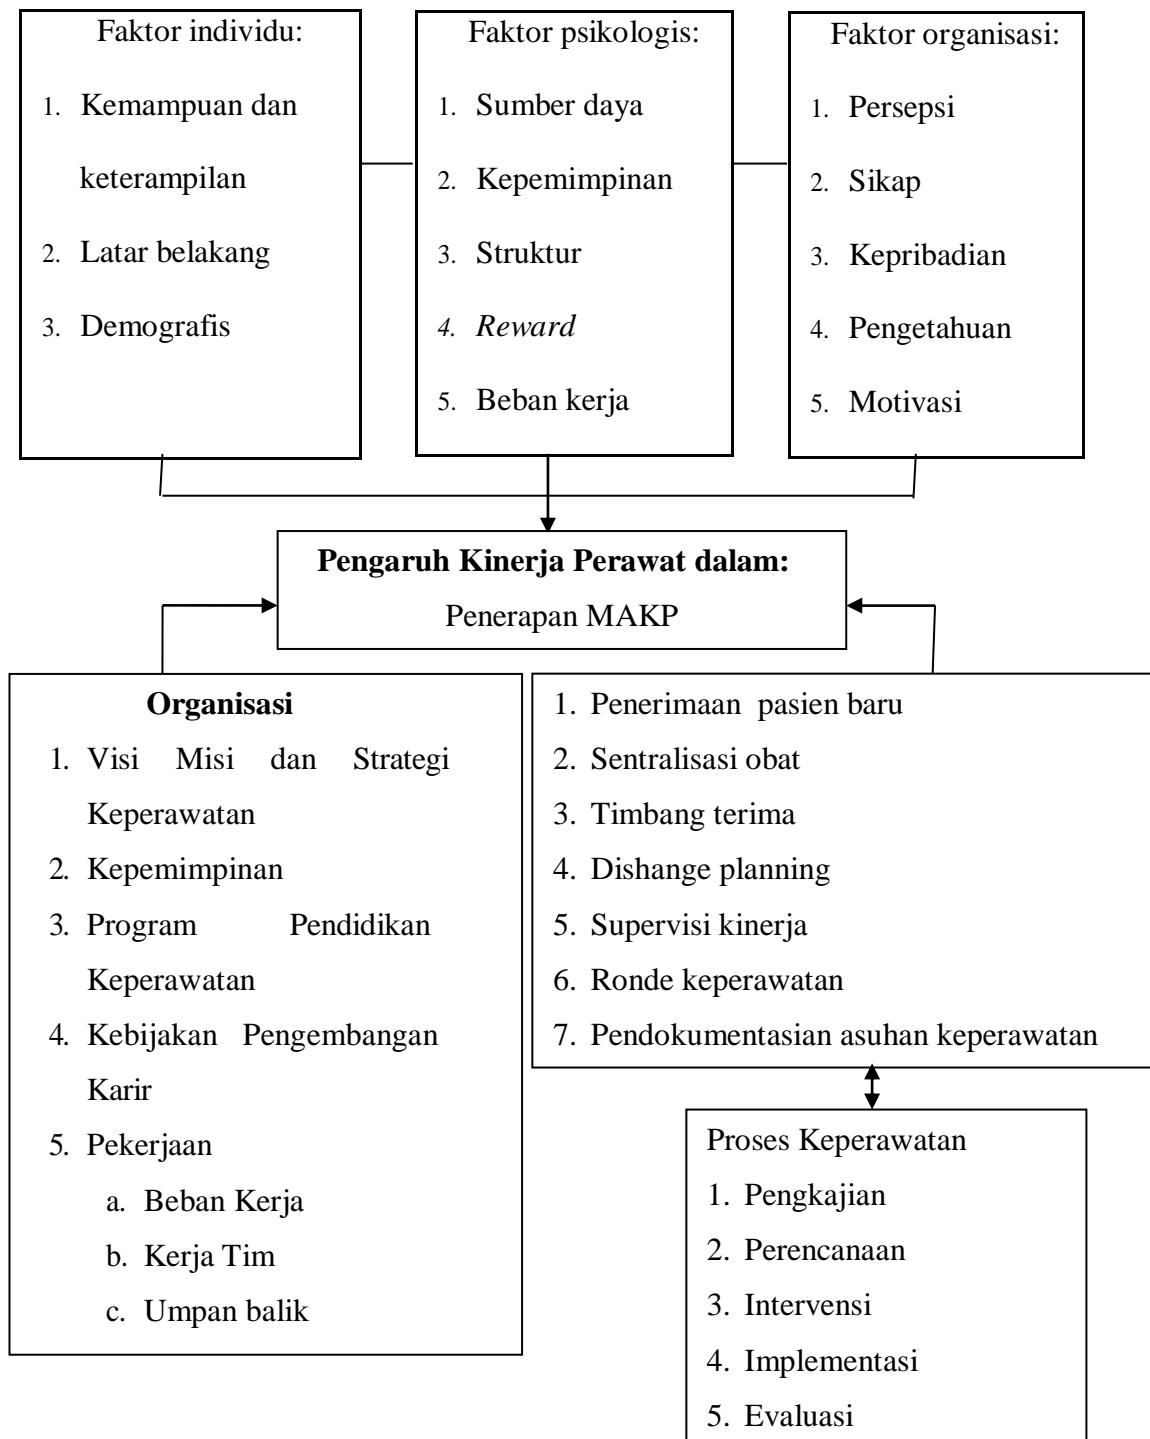 Faktor individu:
1. Kemampuan dan
keterampilan
2. Latar belakang
3. Demografis
Faktor psikologis:
1. Sumber daya
2. Kepemimpinan
3. Struktur
4. Reward
5. Beban kerja
Faktor organisasi:
1. Persepsi
2. Sikap
3. Kepribadian
4. Pengetahuan
5. Motivasi
Pengaruh Kinerja Perawat dalam:
Penerapan MAKP
Organisasi
1. Visi Misi dan Strategi
Keperawatan
2. Kepemimpinan
3. Program Pendidikan
Keperawatan
4. Kebijakan Pengembangan
Karir
5. Pekerjaan
a. Beban Kerja
b. Kerja Tim
c. Umpan balik
1. Penerimaan pasien baru
2. Sentralisasi obat
3. Timbang terima
4. Dishange planning
5. Supervisi kinerja
6. Ronde keperawatan
7. Pendokumentasian asuhan keperawatan
Proses Keperawatan
1. Pengkajian
2. Perencanaan
3. Intervensi
4. Implementasi
5. Evaluasi